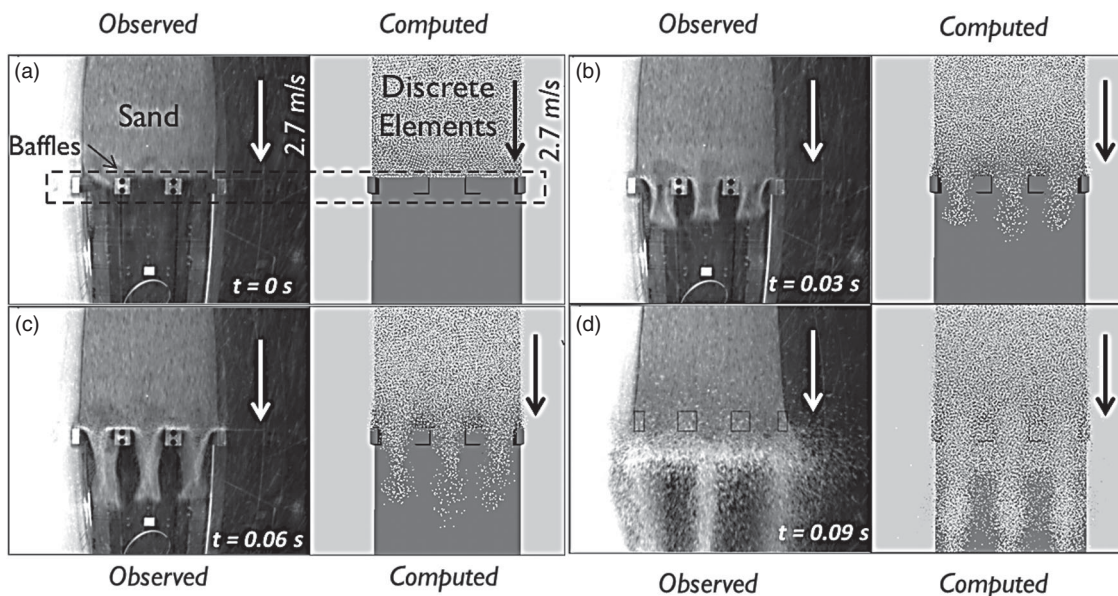 Observed Computed Observed Computed
(a)
Sand
Baffles
2.7 m/s
t = 0 s
Discrete
Elements
2.7 m/s
(b)
t = 0.03 s
(c)
t = 0.06 s
(d)
t = 0.09 s
Observed Computed Observed Computed